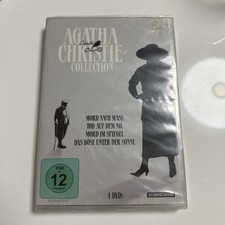 AGATHA
CHRISTIE
COLLECTION
MORD NACH MASS
TOD AUF DEM NIL
MORD IM SPIEGEL
DAS BÖSE UNTER DER SONNE
FSK
12
4 DVDs
STUDIOCANAL